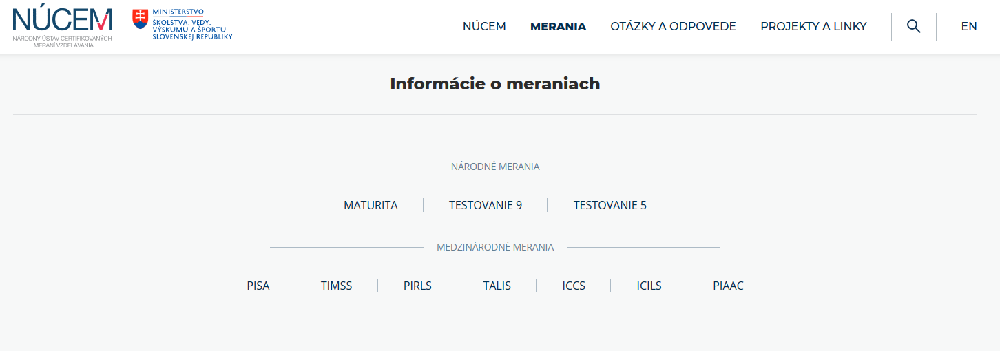 NÚCEM
NÁRODNÝ ÚSTAV CERTIFIKOVANÝCH
MERANÍ VZDELÁVANIA
MINISTERSTVO
ŠKOLSTVA, VEDY,
VÝSKUMU A ŠPORTU
SLOVENSKEJ REPUBLIKY
NÚCEM MERANIA OTÁZKY A ODPOVEDE PROJEKTY A LINKY EN
Informácie o meraniach
NÁRODNÉ MERANIA
MATURITA TESTOVANIE 9 TESTOVANIE 5
MEDZINÁRODNÉ MERANIA
PISA TIMSS PIRLS TALIS ICCS ICILS PIAAC